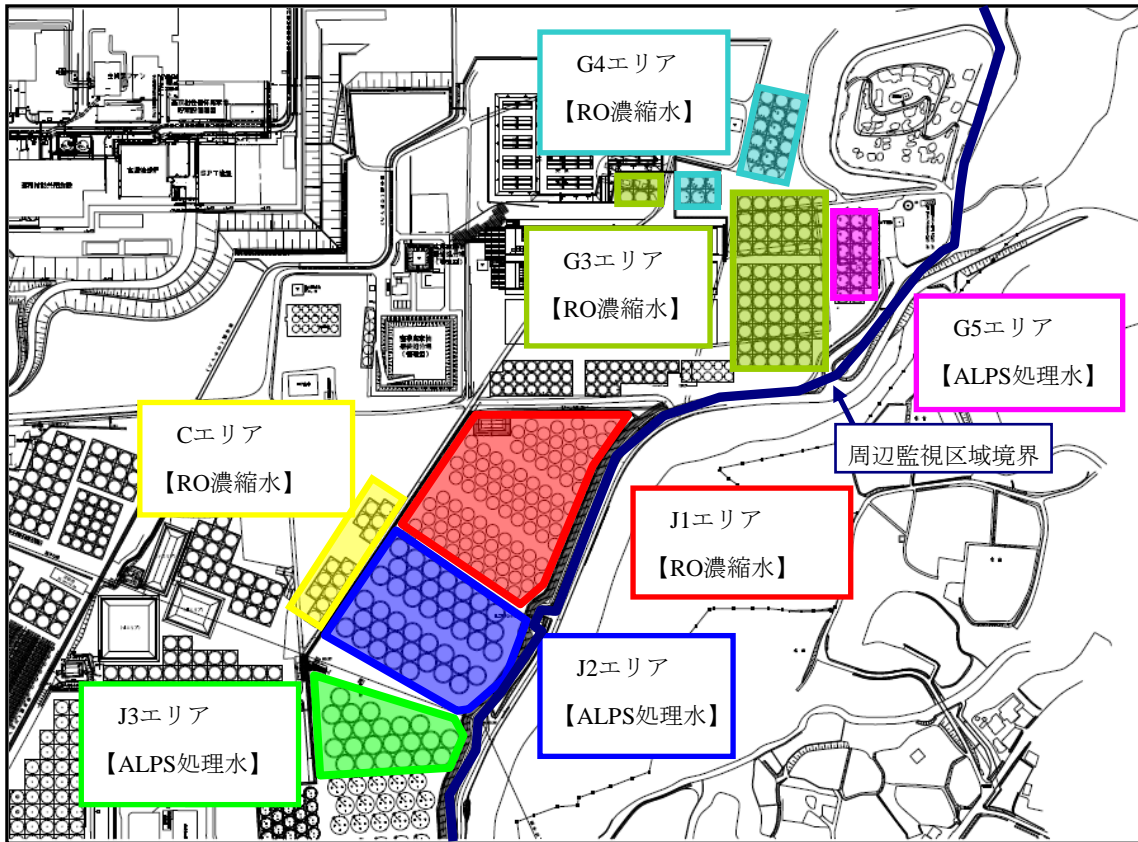 G4エリア
【RO濃縮水】
G3エリア
【RO濃縮水】
G5エリア
【ALPS処理水】
周辺監視区域境界
Cエリア
【RO濃縮水】
J1エリア
【RO濃縮水】
J2エリア
【ALPS処理水】
J3エリア
【ALPS処理水】